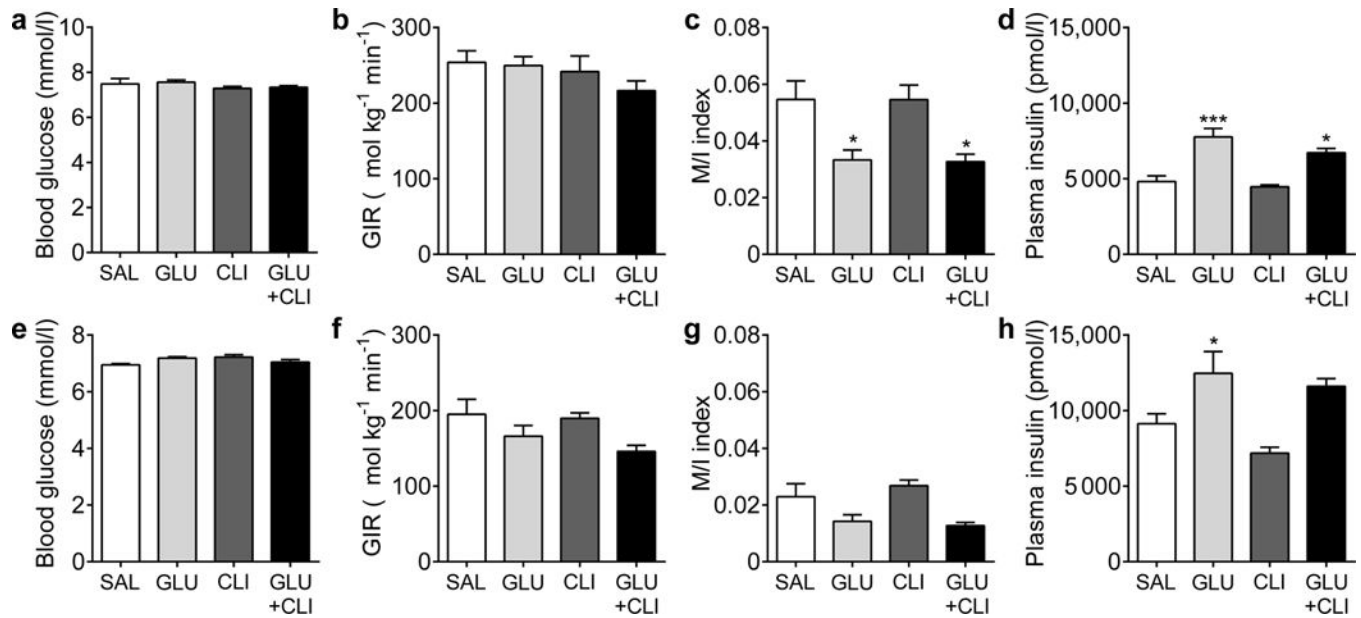 a
Blood glucose (mmol/l)
10
8
6
4
2
0
SAL GLU CLI GLU
+CLI
b
GIR ( mol kg-1 min-1)
300
200
100
0
SAL GLU CLI GLU
+CLI
c
M/I index
0.08
0.06
0.04
0.02
0
*
*
SAL GLU CLI GLU
+CLI
d
Plasma insulin (pmol/l)
15,000
10,000
5 000
0
***
*
SAL GLU CLI GLU
+CLI
e
Blood glucose (mmol/l)
8
6
4
2
0
SAL GLU CLI GLU
+CLI
f
GIR ( mol kg-1 min-1)
300
200
100
0
SAL GLU CLI GLU
+CLI
g
M/I index
0.08
0.06
0.04
0.02
0
SAL GLU CLI GLU
+CLI
h
Plasma insulin (pmol/l)
15,000
10,000
5 000
0
*
SAL GLU CLI GLU
+CLI